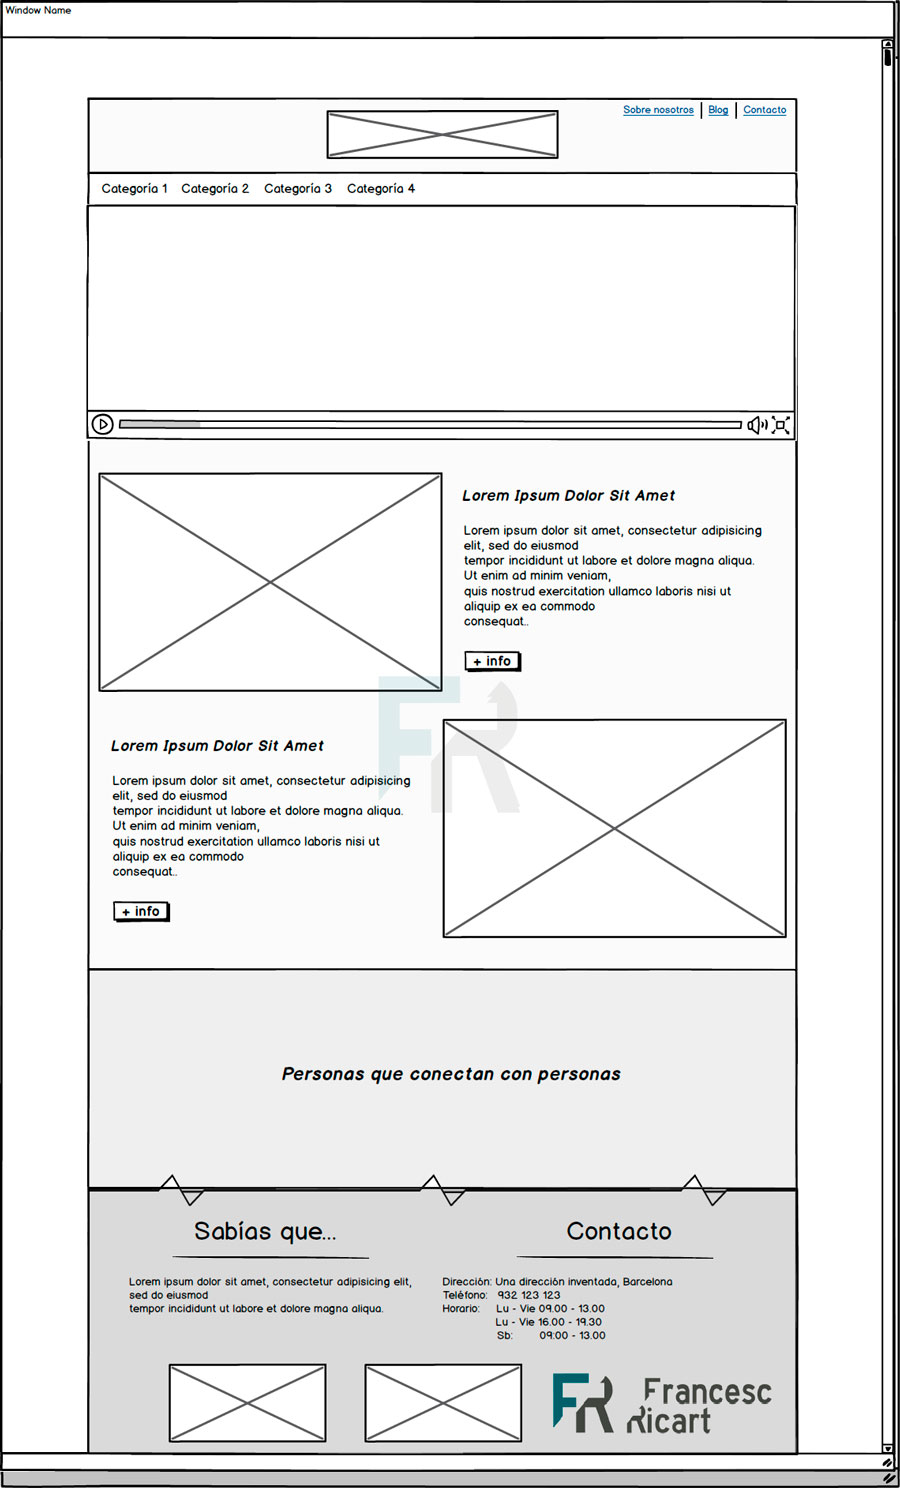 Window Name
Sobre nosotros
Blog
Contacto
Categoría 1 Categoría 2 Categoría 3 Categoría 4
Lorem Ipsum Dolor Sit Amet
Lorem ipsum dolor sit amet, consectetur adipisicing
elit, sed do eiusmod
tempor incididunt ut labore et dolore magna aliqua.
Ut enim ad minim veniam,
quis nostrud exercitation ullamco laboris nisi ut
aliquip ex ea commodo
consequat..
+ info
FR
Lorem Ipsum Dolor Sit Amet
Lorem ipsum dolor sit amet, consectetur adipisicing
elit, sed do eiusmod
tempor incididunt ut labore et dolore magna aliqua.
Ut enim ad minim veniam,
quis nostrud exercitation ullamco laboris nisi ut
aliquip ex ea commodo
consequat..
+ info
Personas que conectan con personas
Sabías que...
Lorem ipsum dolor sit amet, consectetur adipisicing elit,
sed do eiusmod
tempor incididunt ut labore et dolore magna aliqua.
Contacto
Dirección: Una dirección inventada, Barcelona
Teléfono: 932 123 123
Horario: Lu - Vie 09.00 - 13.00
Lu - Vie 16.00 - 19.30
Sb: 09:00 - 13.00
FR
Francesc
Ricart